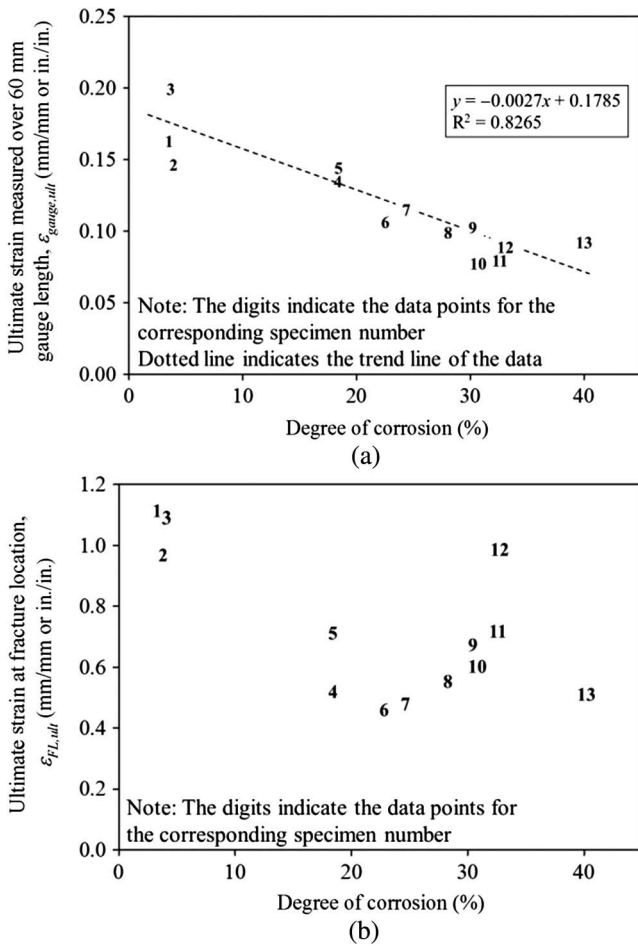 Ultimate strain measured over 60 mm
gauge length, εgauge,ult (mm/mm or in./in.)
0.25
0.20
0.15
0.10
0.05
0.00
y = −0.0027x + 0.1785
R² = 0.8265
3
1
2
5
4
6
7
8
9
10
11
12
13
Note: The digits indicate the data points for the
corresponding specimen number
Dotted line indicates the trend line of the data
0 10 20 30 40
Degree of corrosion (%)
(a)
Ultimate strain at fracture location,
εFL,ult (mm/mm or in./in.)
1.2
1.0
0.8
0.6
0.4
0.2
0.0
1
3
2
5
4
6
7
8
9
10
11
12
13
Note: The digits indicate the data points for
the corresponding specimen number
0 10 20 30 40
Degree of corrosion (%)
(b)